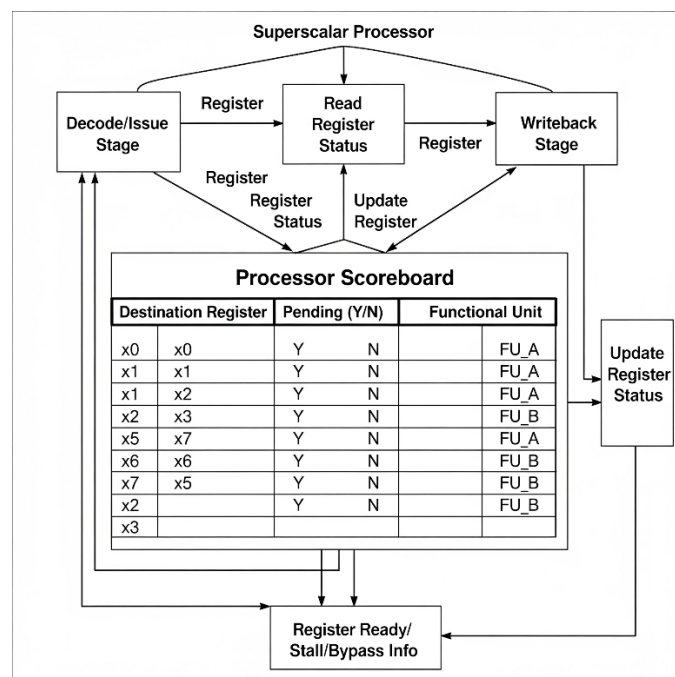 Superscalar Processor
Decode/Issue
Stage
Register
Read
Register
Status
Register
Writeback
Stage
Register
Register
Status
Update
Register
Processor Scoreboard
Destination Register Pending (Y/N) Functional Unit
x0 x0 Y N FU_A
x1 x1 Y N FU_A
x1 x2 Y N FU_A
x2 x3 Y N FU_B
x5 x7 Y N FU_A
x6 x6 Y N FU_B
x7 x5 Y N FU_B
x2 Y N FU_B
x3
Update
Register
Status
Register Ready/
Stall/Bypass Info